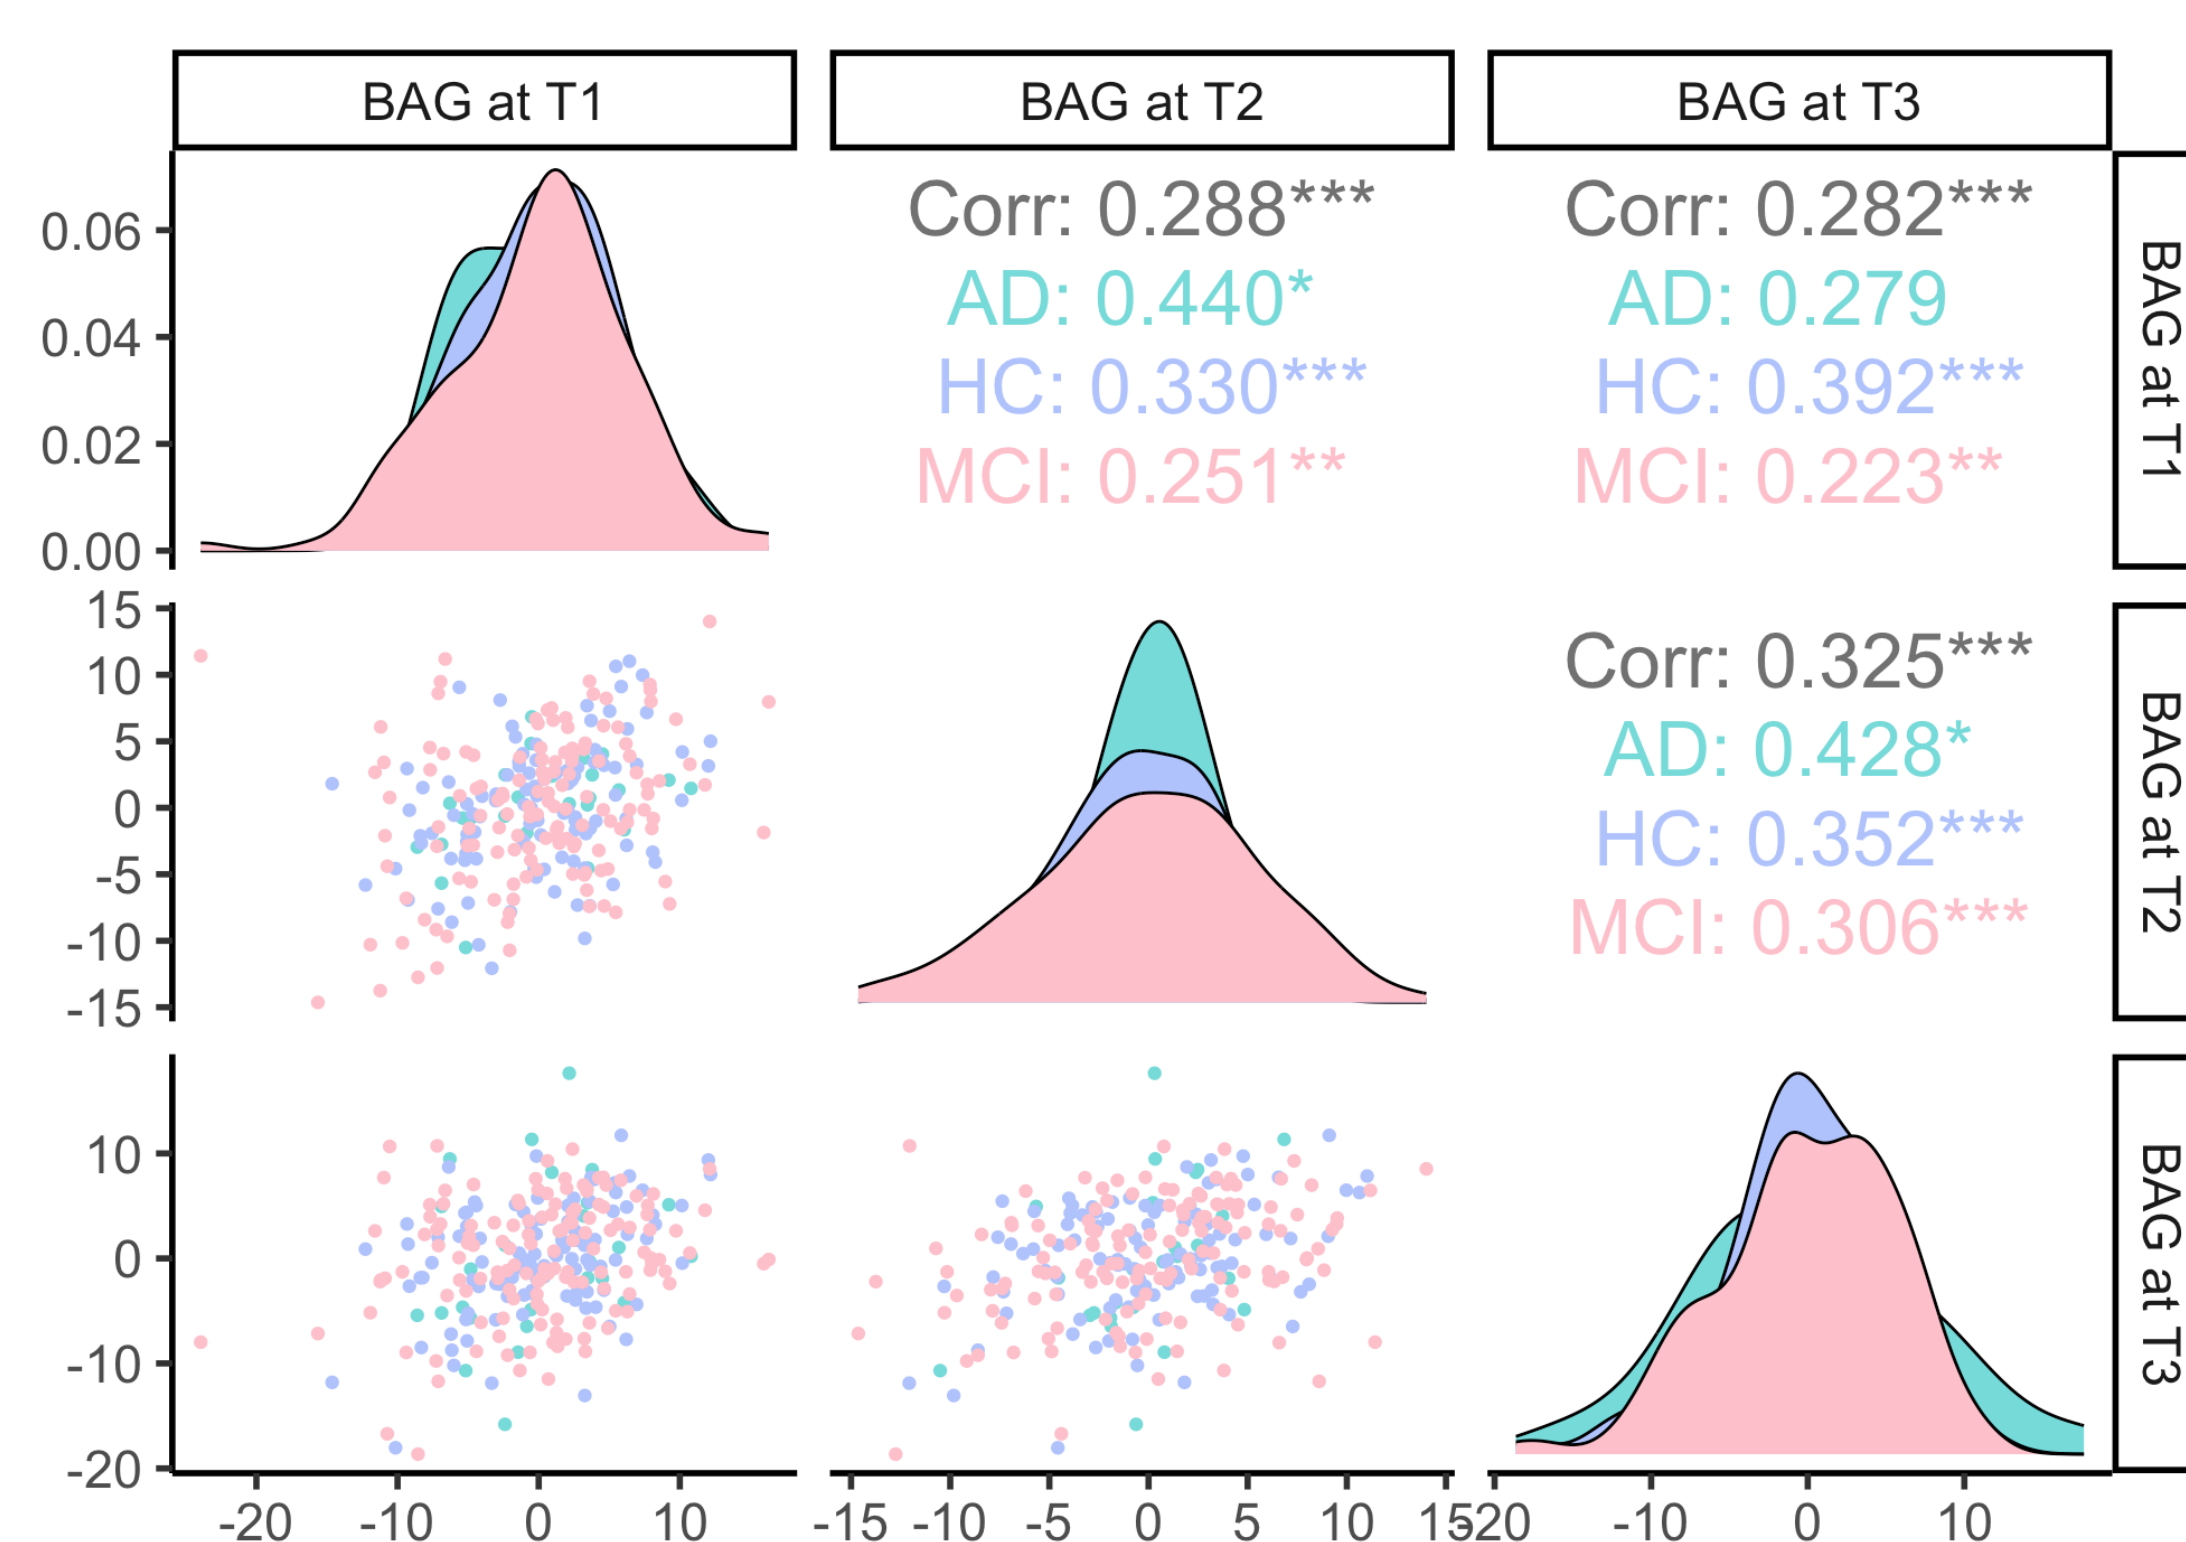 BAG at T1
BAG at T2
BAG at T3
0.06
0.04
0.02
0.00
Corr: 0.288***
AD: 0.440*
HC: 0.330***
MCI: 0.251**
Corr: 0.282***
AD: 0.279
HC: 0.392***
MCI: 0.223**
BAG at T1
15
10
5
0
-5
-10
-15
Corr: 0.325***
AD: 0.428*
HC: 0.352***
MCI: 0.306***
BAG at T2
10
0
-10
-20
BAG at T3
-20 -10 0 10
-15 -10 -5 0 5 10 15
-20 -10 0 10